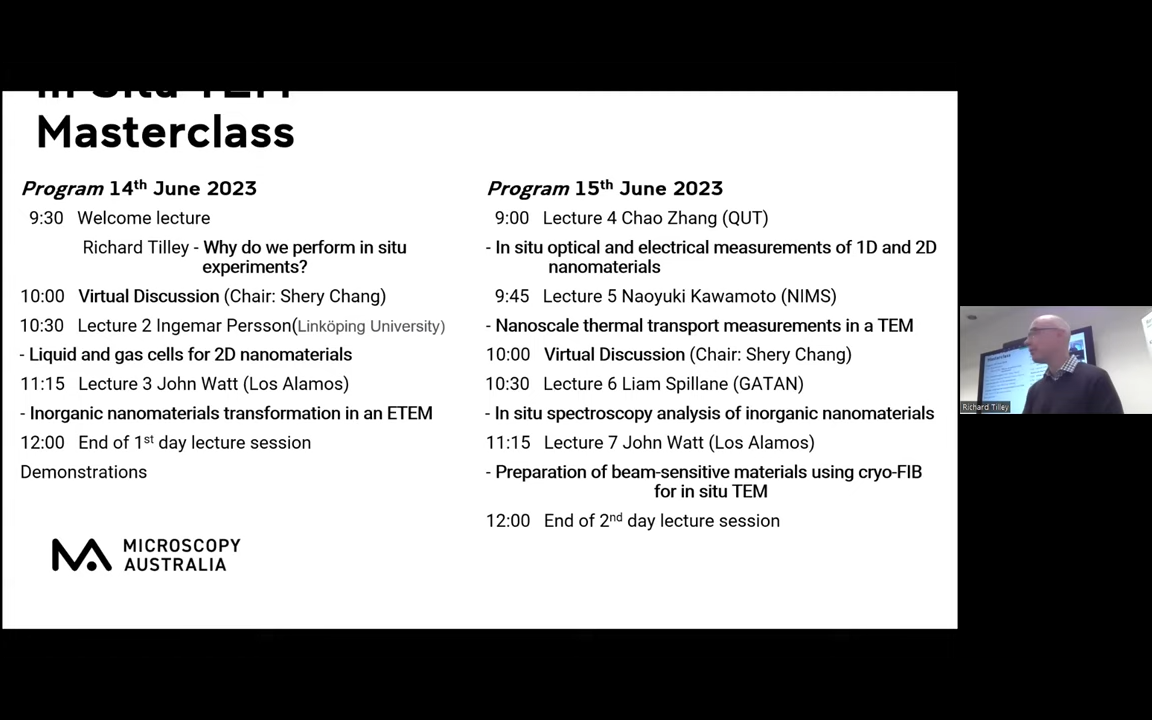 In Situ TEM
Masterclass
Program 14th June 2023
9:30 Welcome lecture
Richard Tilley - Why do we perform in situ
experiments?
10:00 Virtual Discussion (Chair: Shery Chang)
10:30 Lecture 2 Ingemar Persson(Linköping University)
- Liquid and gas cells for 2D nanomaterials
11:15 Lecture 3 John Watt (Los Alamos)
- Inorganic nanomaterials transformation in an ETEM
12:00 End of 1st day lecture session
Demonstrations
Program 15th June 2023
9:00 Lecture 4 Chao Zhang (QUT)
- In situ optical and electrical measurements of 1D and 2D
nanomaterials
9:45 Lecture 5 Naoyuki Kawamoto (NIMS)
- Nanoscale thermal transport measurements in a TEM
10:00 Virtual Discussion (Chair: Shery Chang)
10:30 Lecture 6 Liam Spillane (GATAN)
- In situ spectroscopy analysis of inorganic nanomaterials
11:15 Lecture 7 John Watt (Los Alamos)
- Preparation of beam-sensitive materials using cryo-FIB
for in situ TEM
12:00 End of 2nd day lecture session
MICROSCOPY
AUSTRALIA
Richard Tilley